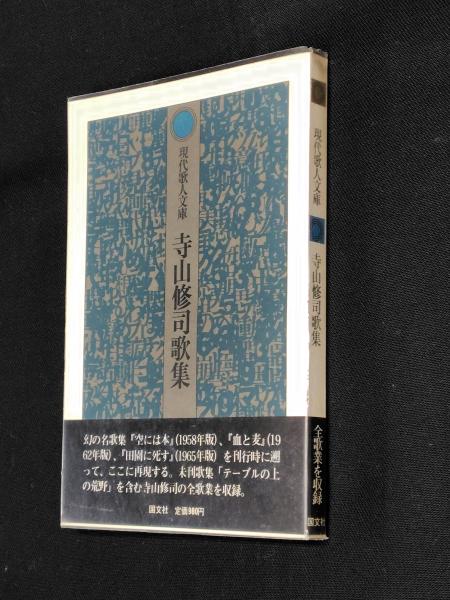 現代歌人文庫
寺山修司歌集
幻の名歌集『空には本』(1958年版)、『血と麦』(19
62年版)、『田園に死す』(1965年版)を刊行時に遡
って、ここに再現する。未刊歌集「テーブルの上
の荒野」を含む寺山修司の全歌業を収録。
国文社 定価980円
現代歌人文庫
寺山修司歌集
全歌業を収録
国文社